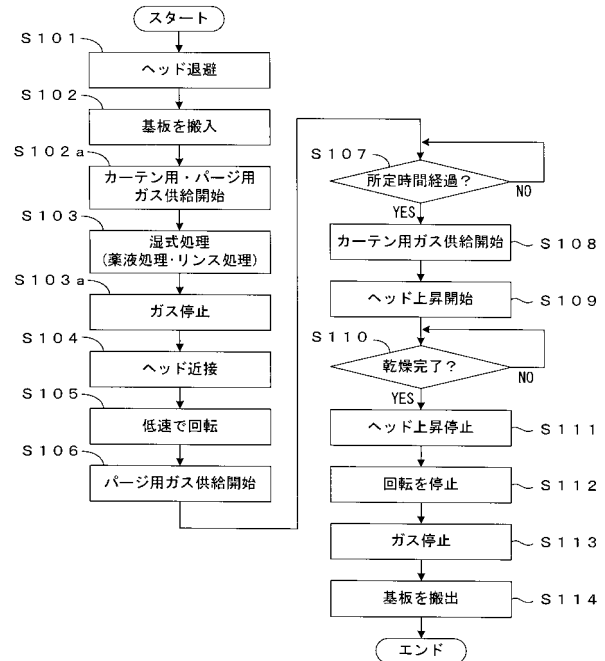 スタート
S101
ヘッド退避
S102
基板を搬入
S102a
カーテン用・パージ用
ガス供給開始
S103
湿式処理
(薬液処理・リンス処理)
S103a
ガス停止
S104
ヘッド近接
S105
低速で回転
S106
パージ用ガス供給開始
S107
所定時間経過?
NO
YES
カーテン用ガス供給開始
S108
ヘッド上昇開始
S109
S110
乾燥完了?
NO
YES
ヘッド上昇停止
S111
回転を停止
S112
ガス停止
S113
基板を搬出
S114
エンド